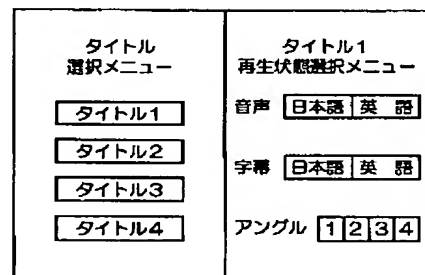 タイトル
選択メニュー
タイトル1
タイトル2
タイトル3
タイトル4
タイトル1
再生状態選択メニュー
音声 日本語 英 語
字幕 日本語 英 語
アングル 1 2 3 4